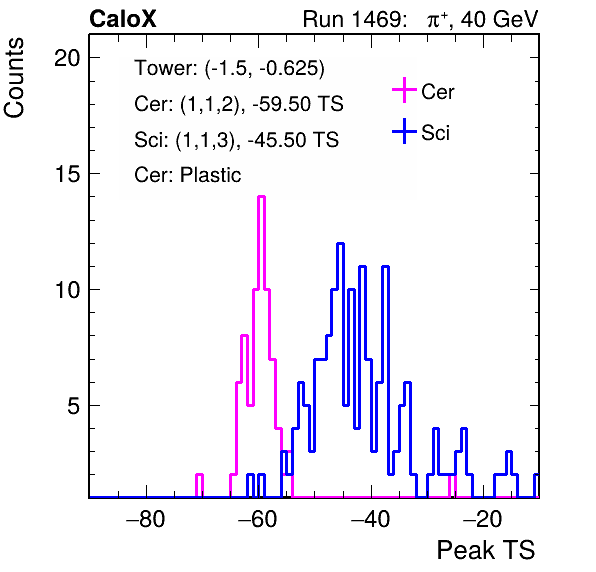 CaloX Run 1469: π⁺, 40 GeV
Counts
20
15
10
5
Tower: (-1.5, -0.625)
Cer: (1,1,2), -59.50 TS
Sci: (1,1,3), -45.50 TS
Cer: Plastic
Cer
Sci
−80 −60 −40 −20
Peak TS